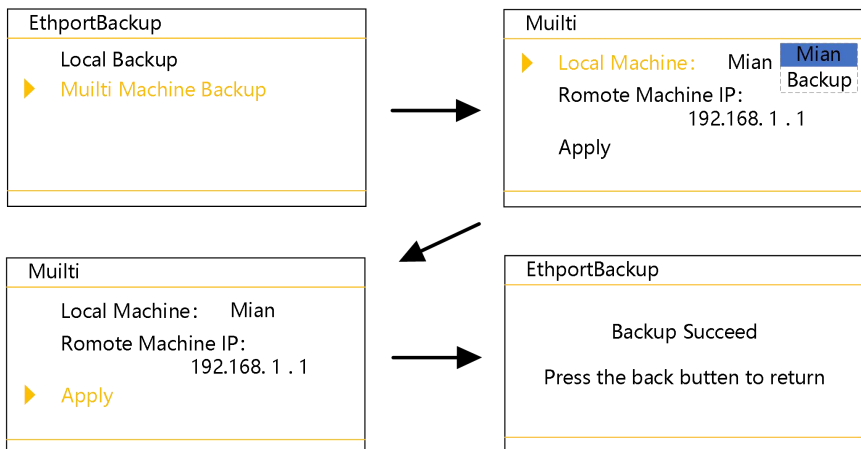 EthportBackup
Local Backup
Muilti Machine Backup
Muilti
Local Machine: Mian
Mian
Backup
Romote Machine IP:
192.168. 1 . 1
Apply
Muilti
Local Machine: Mian
Romote Machine IP:
192.168. 1 . 1
Apply
EthportBackup
Backup Succeed
Press the back butten to return